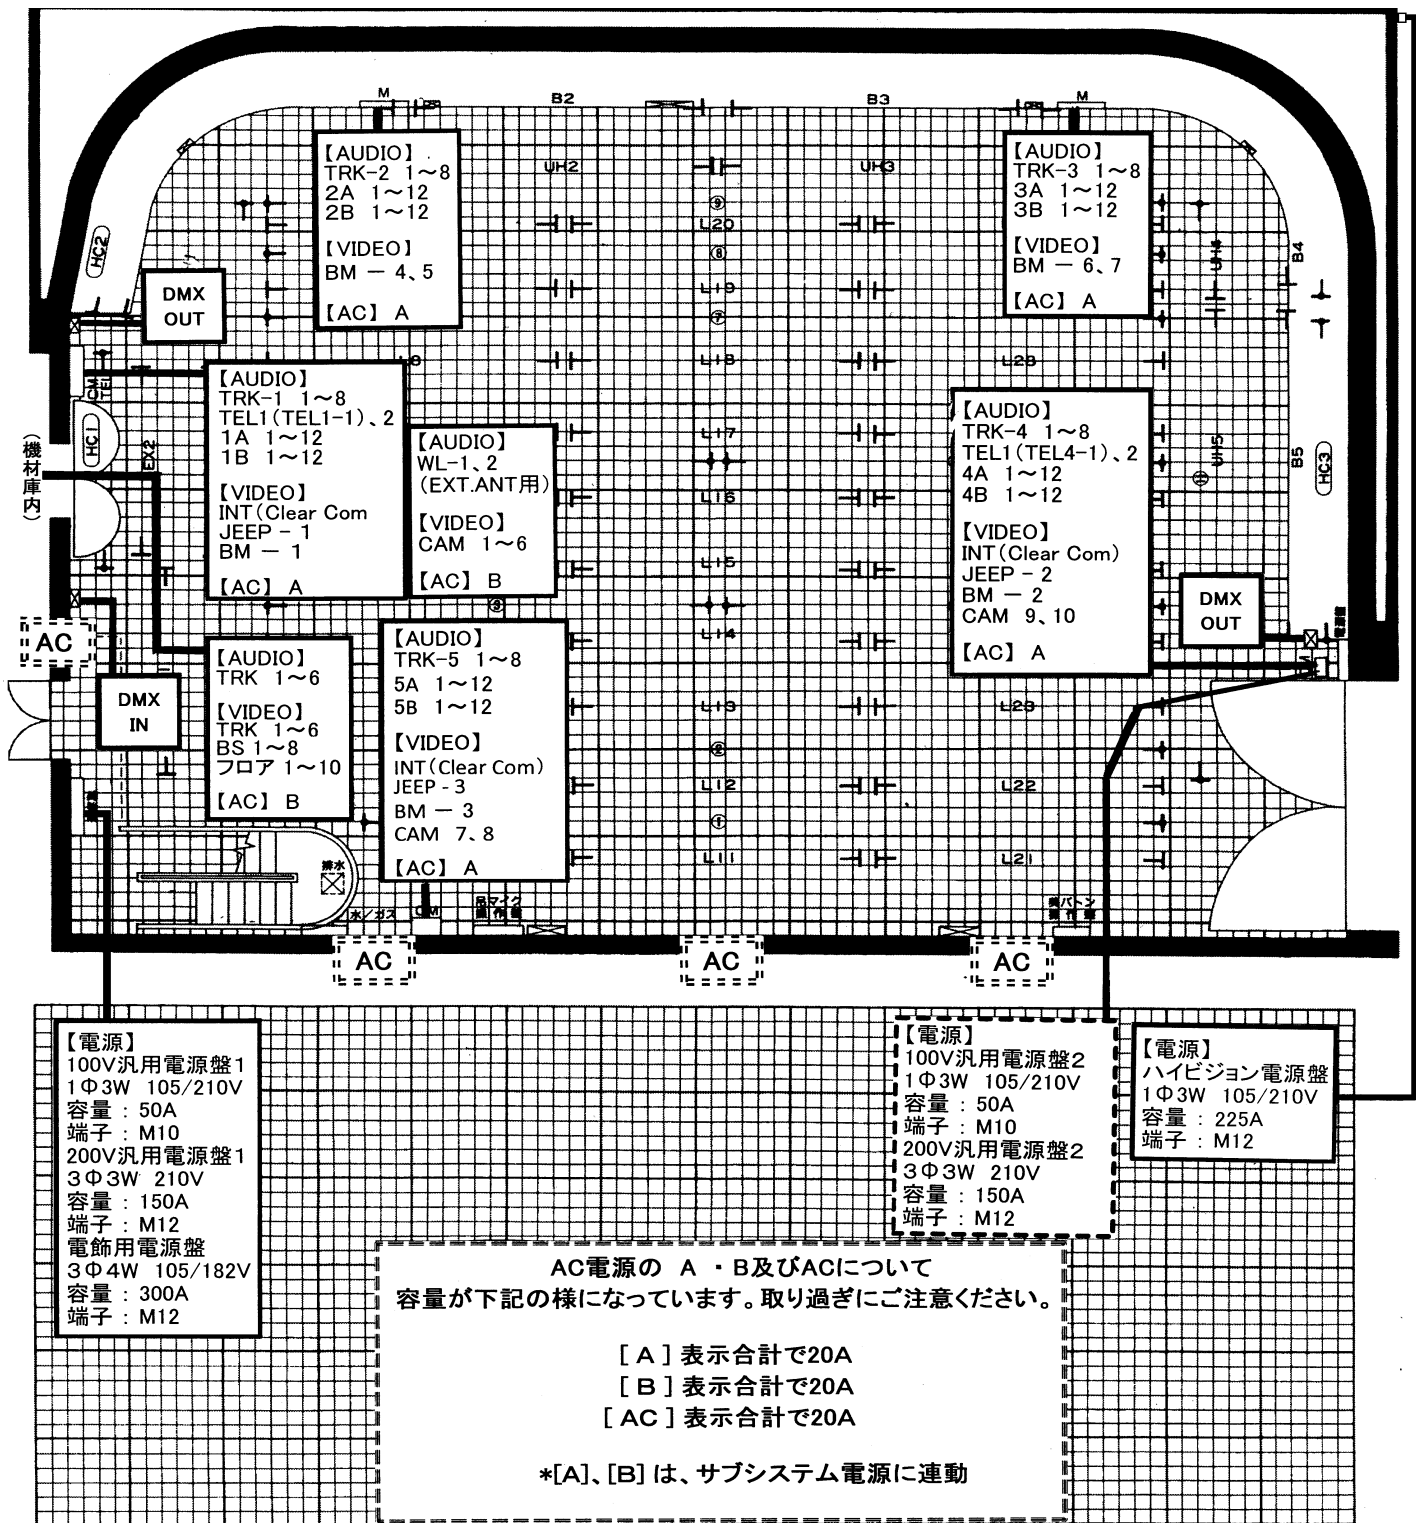 M
B2
B3
M
【AUDIO】
TRK-2 1～8
2A 1～12
2B 1～12
【VIDEO】
BM － 4、5
【AC】 A
UH2
UH3
【AUDIO】
TRK-3 1～8
3A 1～12
3B 1～12
【VIDEO】
BM － 6、7
【AC】 A
⑨
L20
⑧
L19
⑦
L18
L17
L16
L15
L14
L13
②
L12
①
L11
HC2
DMX
OUT
UH4
B4
L28
TEL
HC1
EX2
(機材庫内)
【AUDIO】
TRK-1 1～8
TEL1(TEL1-1)、2
1A 1～12
1B 1～12
【VIDEO】
INT(Clear Com
JEEP - 1
BM － 1
【AC】 A
【AUDIO】
WL-1、2
(EXT.ANT用)
【VIDEO】
CAM 1～6
【AC】 B
③
【AUDIO】
TRK-4 1～8
TEL1(TEL4-1)、2
4A 1～12
4B 1～12
【VIDEO】
INT(Clear Com)
JEEP - 2
BM － 2
CAM 9、10
【AC】 A
UH5
B5
HC3
DMX
OUT
AC
DMX
IN
【AUDIO】
TRK 1～6
【VIDEO】
TRK 1～6
BS 1～8
フロア 1～10
【AC】 B
【AUDIO】
TRK-5 1～8
5A 1～12
5B 1～12
【VIDEO】
INT(Clear Com)
JEEP - 3
BM － 3
CAM 7、8
【AC】 A
L23
L22
L21
排水
水／ガス
AC
AC
AC
【電源】
100V汎用電源盤1
1Φ3W 105/210V
容量 : 50A
端子 : M10
200V汎用電源盤1
3Φ3W 210V
容量 : 150A
端子 : M12
電飾用電源盤
3Φ4W 105/182V
容量 : 300A
端子 : M12
【電源】
100V汎用電源盤2
1Φ3W 105/210V
容量 : 50A
端子 : M10
200V汎用電源盤2
3Φ3W 210V
容量 : 150A
端子 : M12
【電源】
ハイビジョン電源盤
1Φ3W 105/210V
容量 : 225A
端子 : M12
AC電源の A ・B及びACについて
容量が下記の様になっています。取り過ぎにご注意ください。
[ A ] 表示合計で20A
[ B ] 表示合計で20A
[ AC ] 表示合計で20A
*[A]、[B] は、サブシステム電源に連動